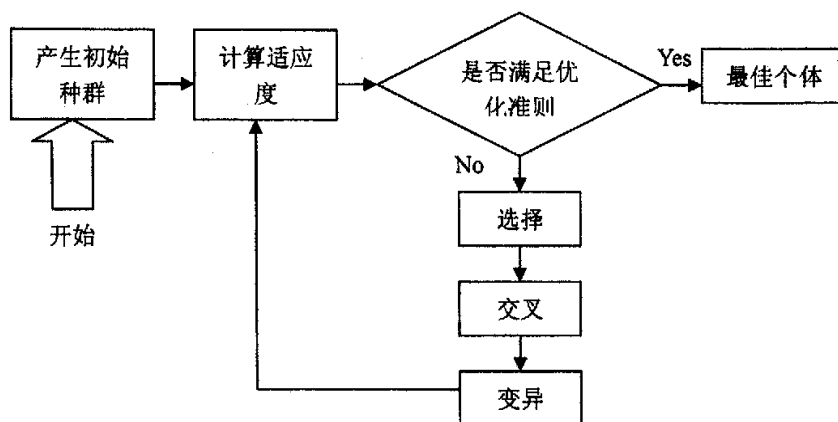 产生初始
种群
计算适应
度
是否满足优
化准则
Yes
最佳个体
No
开始
选择
交叉
变异